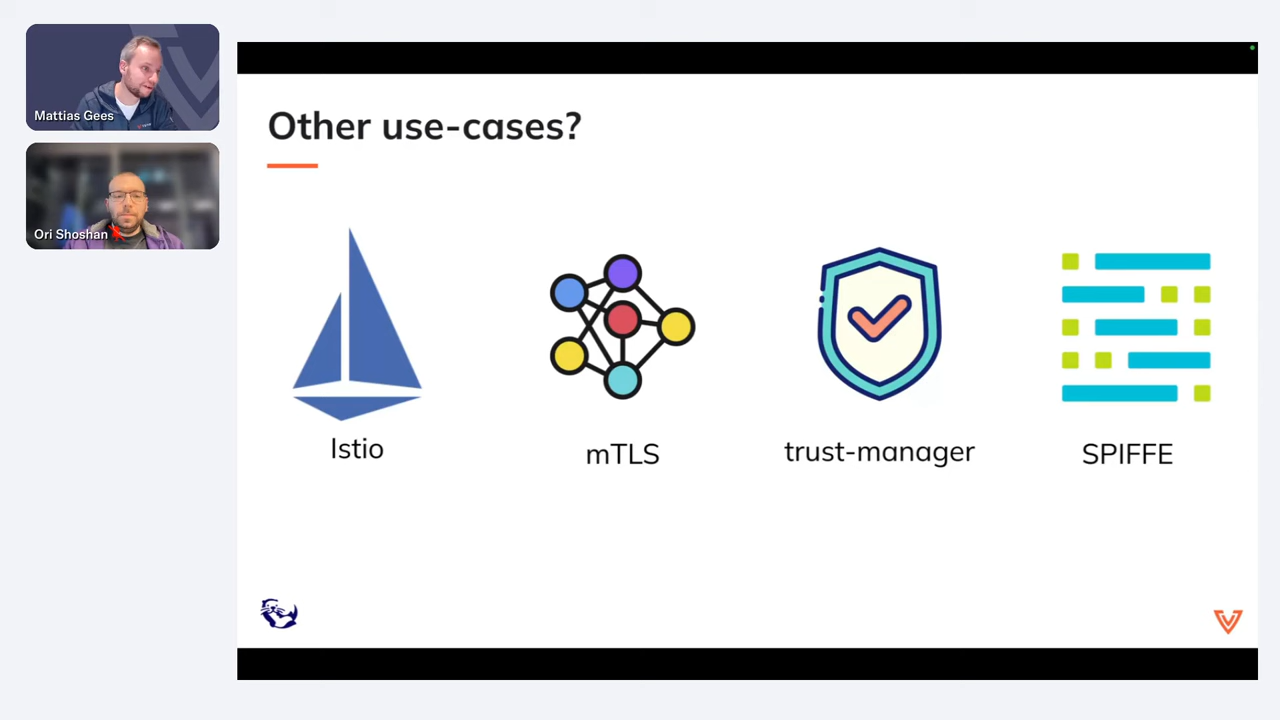 Mattias Gees
Ori Shoshan
Other use-cases?
Istio
mTLS
trust-manager
SPIFFE